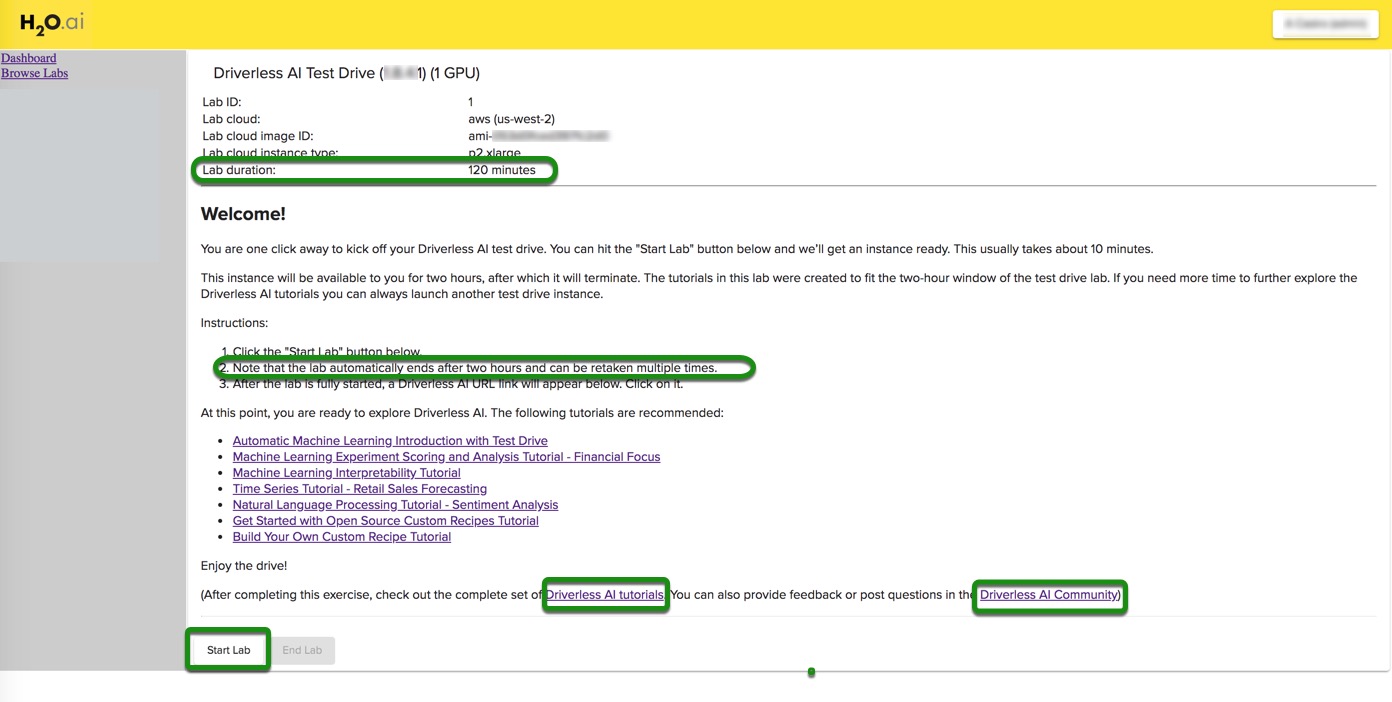 H2O.ai
Dashboard
Browse Labs
Driverless AI Test Drive ( 1) (1 GPU)
Lab ID: 1
Lab cloud: aws (us-west-2)
Lab cloud image ID: ami-
Lab cloud instance type: p2.xlarge
Lab duration: 120 minutes
Welcome!
You are one click away to kick off your Driverless AI test drive. You can hit the "Start Lab" button below and we'll get an instance ready. This usually takes about 10 minutes.
This instance will be available to you for two hours, after which it will terminate. The tutorials in this lab were created to fit the two-hour window of the test drive lab. If you need more time to further explore the
Driverless AI tutorials you can always launch another test drive instance.
Instructions:
1. Click the "Start Lab" button below.
2. Note that the lab automatically ends after two hours and can be retaken multiple times.
3. After the lab is fully started, a Driverless AI URL link will appear below. Click on it.
At this point, you are ready to explore Driverless AI. The following tutorials are recommended:
• Automatic Machine Learning Introduction with Test Drive
• Machine Learning Experiment Scoring and Analysis Tutorial - Financial Focus
• Machine Learning Interpretability Tutorial
• Time Series Tutorial - Retail Sales Forecasting
• Natural Language Processing Tutorial - Sentiment Analysis
• Get Started with Open Source Custom Recipes Tutorial
• Build Your Own Custom Recipe Tutorial
Enjoy the drive!
(After completing this exercise, check out the complete set of Driverless AI tutorials. You can also provide feedback or post questions in the Driverless AI Community)
Start Lab End Lab